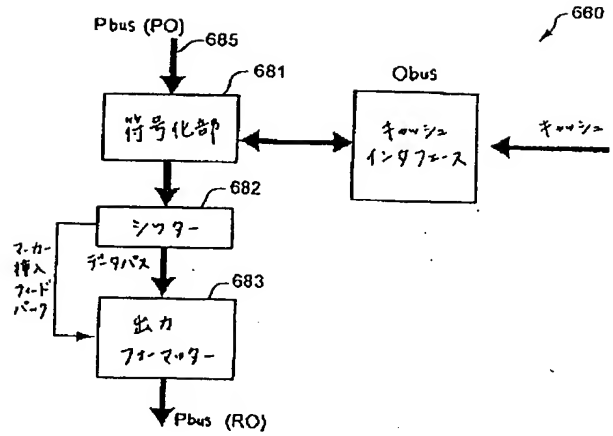 Pbus (PO)
685
660
681
Obus
符号化部
キャッシュ
インタフェース
キャッシュ
682
シフター
マーカー
挿入
フィード
バック
データパス
683
出力
フォーマッター
Pbus (RO)